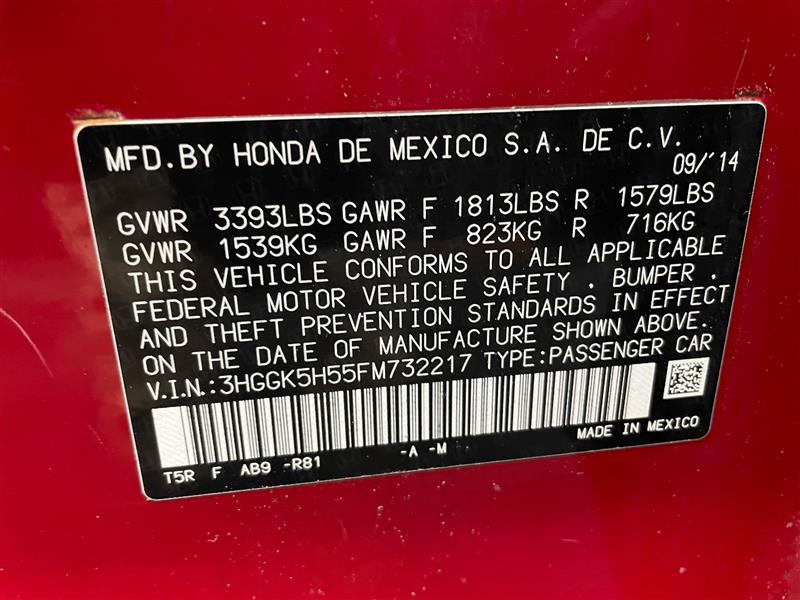 MFD.BY HONDA DE MEXICO S.A. DE C.V.
09/'14
GVWR 3393LBS GAWR F 1813LBS R 1579LBS
GVWR 1539KG GAWR F 823KG R 716KG
THIS VEHICLE CONFORMS TO ALL APPLICABLE
FEDERAL MOTOR VEHICLE SAFETY , BUMPER ,
AND THEFT PREVENTION STANDARDS IN EFFECT
ON THE DATE OF MANUFACTURE SHOWN ABOVE.
V.I.N.:3HGGK5H55FM732217 TYPE:PASSENGER CAR
T5R F AB9 -R81 -A -M MADE IN MEXICO